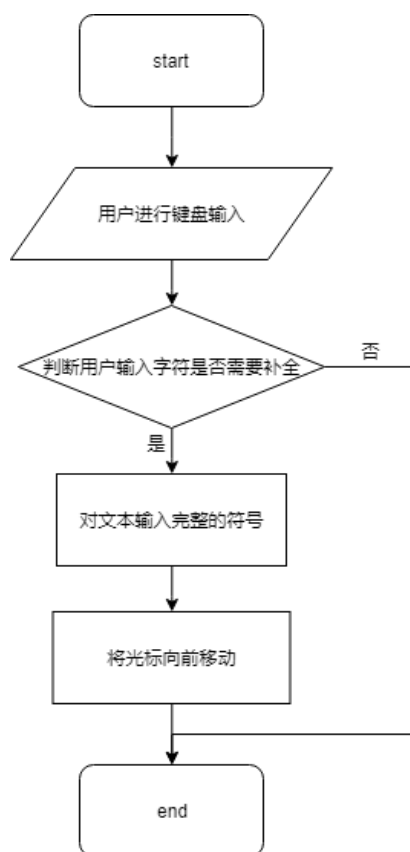 start
用户进行键盘输入
判断用户输入字符是否需要补全
否
是
对文本输入完整的符号
将光标向前移动
end